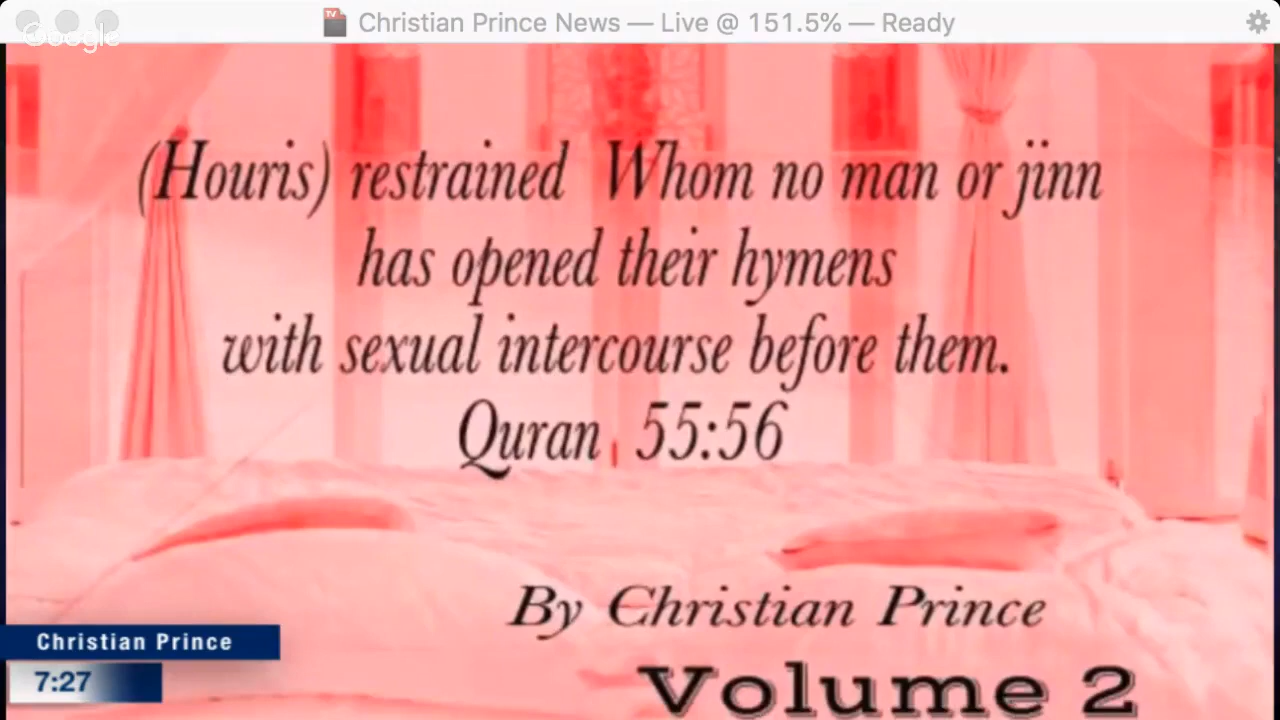 Christian Prince News — Live @ 151.5% — Ready
Google
(Houris) restrained Whom no man or jinn
has opened their hymens
with sexual intercourse before them.
Quran 55:56
By Christian Prince
Volume 2
Christian Prince
7:27